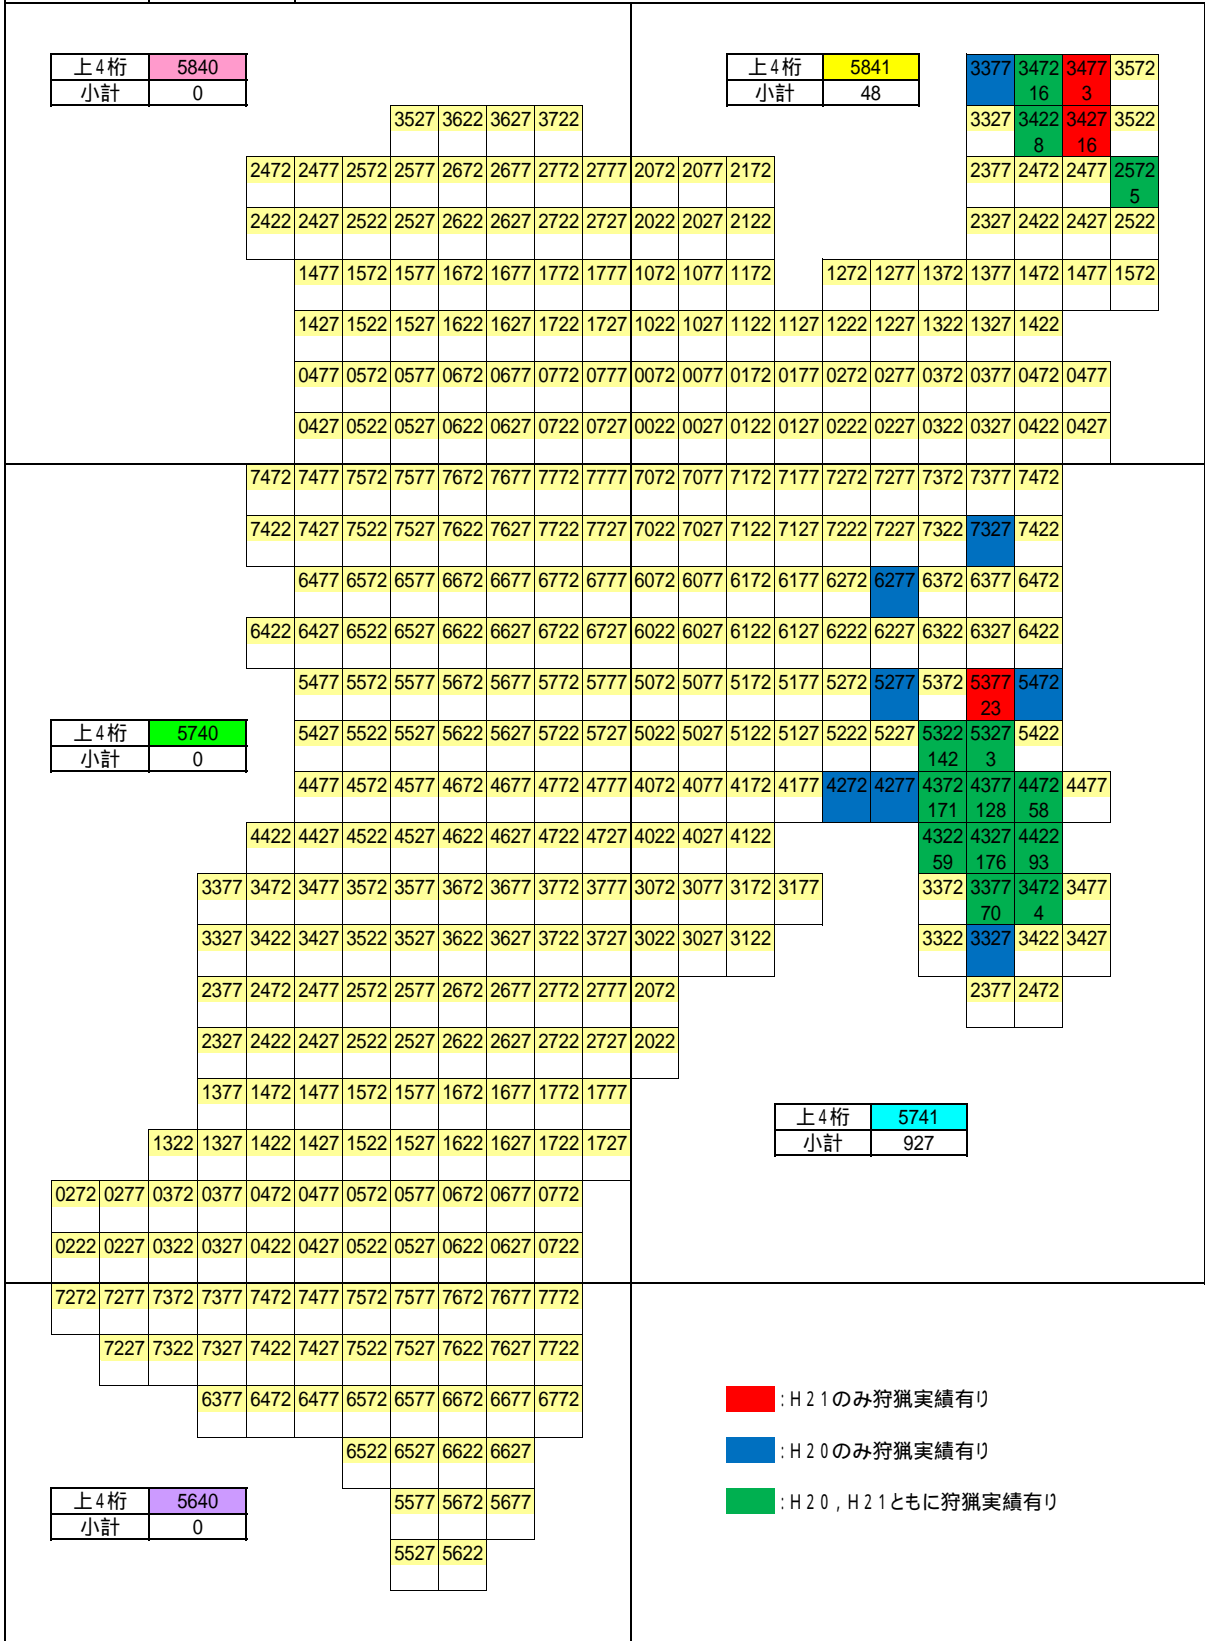 上4桁 5840 上4桁 5841 3377 3472 3477 3572
小計 0 小計 48 16 3
3527 3622 3627 3722 3327 3422 3427 3522
8 16
2472 2477 2572 2577 2672 2677 2772 2777 2072 2077 2172 2377 2472 2477 2572
5
2422 2427 2522 2527 2622 2627 2722 2727 2022 2027 2122 2327 2422 2427 2522
1477 1572 1577 1672 1677 1772 1777 1072 1077 1172 1272 1277 1372 1377 1472 1477 1572
1427 1522 1527 1622 1627 1722 1727 1022 1027 1122 1127 1222 1227 1322 1327 1422
0477 0572 0577 0672 0677 0772 0777 0072 0077 0172 0177 0272 0277 0372 0377 0472 0477
0427 0522 0527 0622 0627 0722 0727 0022 0027 0122 0127 0222 0227 0322 0327 0422 0427
7472 7477 7572 7577 7672 7677 7772 7777 7072 7077 7172 7177 7272 7277 7372 7377 7472
7422 7427 7522 7527 7622 7627 7722 7727 7022 7027 7122 7127 7222 7227 7322 7327 7422
6477 6572 6577 6672 6677 6772 6777 6072 6077 6172 6177 6272 6277 6372 6377 6472
6422 6427 6522 6527 6622 6627 6722 6727 6022 6027 6122 6127 6222 6227 6322 6327 6422
5477 5572 5577 5672 5677 5772 5777 5072 5077 5172 5177 5272 5277 5372 5377 5472
23
上4桁 5740 5427 5522 5527 5622 5627 5722 5727 5022 5027 5122 5127 5222 5227 5322 5327 5422
小計 0 142 3
4477 4572 4577 4672 4677 4772 4777 4072 4077 4172 4177 4272 4277 4372 4377 4472 4477
171 128 58
4422 4427 4522 4527 4622 4627 4722 4727 4022 4027 4122 4322 4327 4422
59 176 93
3377 3472 3477 3572 3577 3672 3677 3772 3777 3072 3077 3172 3177 3372 3377 3472 3477
70 4
3327 3422 3427 3522 3527 3622 3627 3722 3727 3022 3027 3122 3322 3327 3422 3427
2377 2472 2477 2572 2577 2672 2677 2772 2777 2072 2377 2472
2327 2422 2427 2522 2527 2622 2627 2722 2727 2022
1377 1472 1477 1572 1577 1672 1677 1772 1777
上4桁 5741
1322 1327 1422 1427 1522 1527 1622 1627 1722 1727 小計 927
0272 0277 0372 0377 0472 0477 0572 0577 0672 0677 0772
0222 0227 0322 0327 0422 0427 0522 0527 0622 0627 0722
7272 7277 7372 7377 7472 7477 7572 7577 7672 7677 7772
7227 7322 7327 7422 7427 7522 7527 7622 7627 7722
6377 6472 6477 6572 6577 6672 6677 6772 :H21のみ狩猟実績有り
6522 6527 6622 6627 :H20のみ狩猟実績有り
上4桁 5640 5577 5672 5677 :H20,H21ともに狩猟実績有り
小計 0
5527 5622